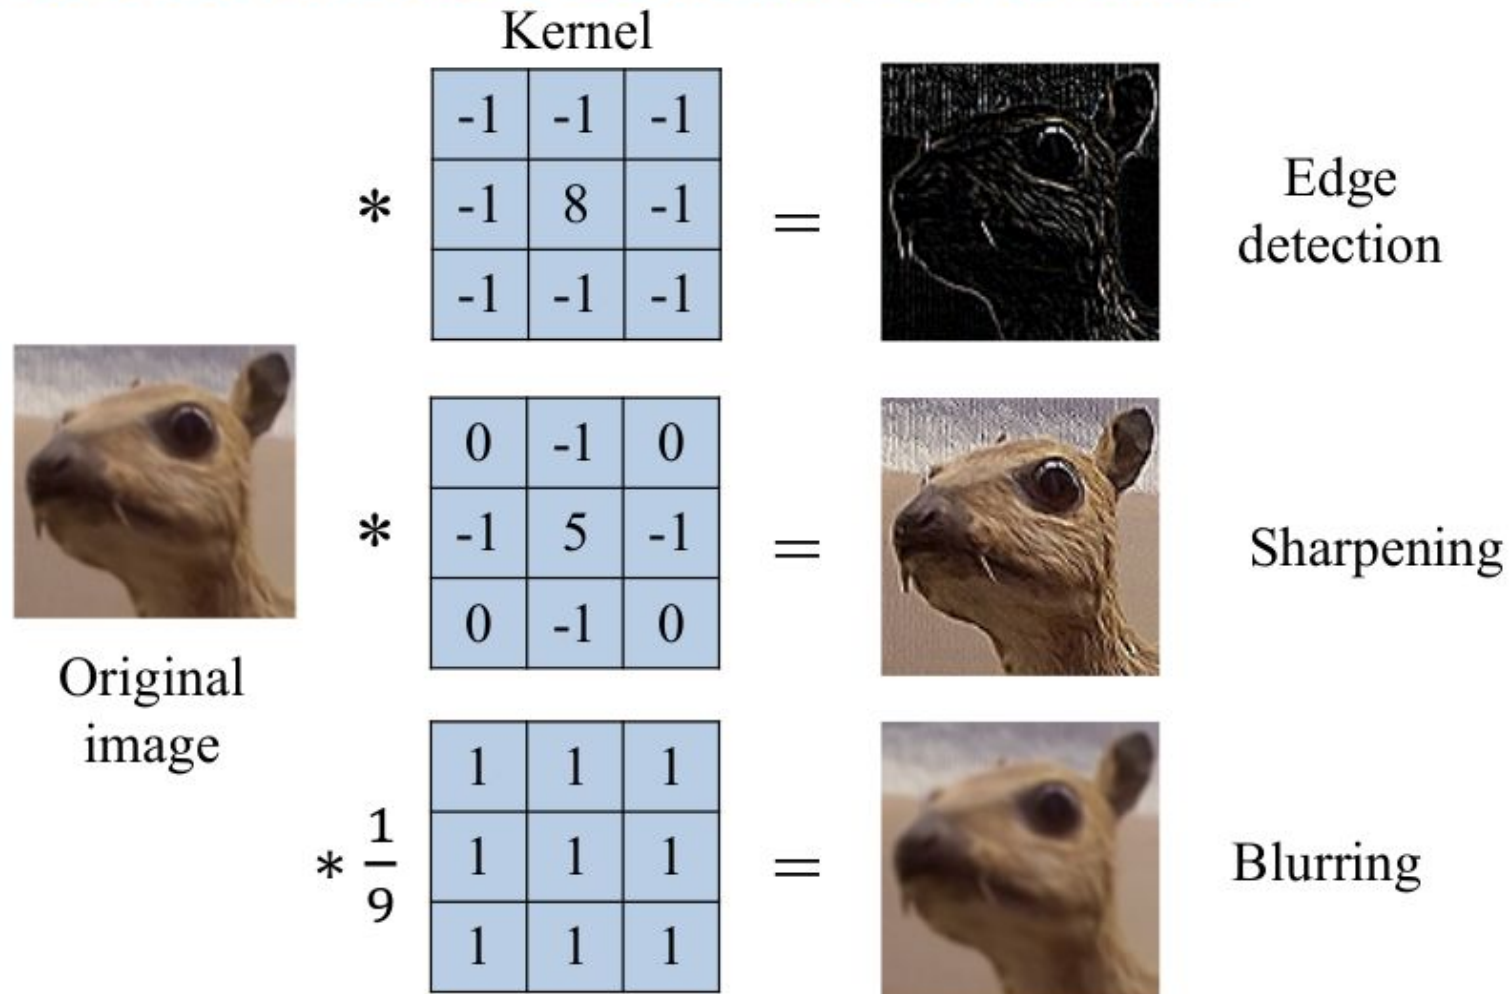 Kernel
-1 -1 -1
* -1 8 -1 =
-1 -1 -1
Edge
detection
Original
image
0 -1 0
* -1 5 -1 =
0 -1 0
Sharpening
1 1 1
* 1/9 1 1 1 =
1 1 1
Blurring